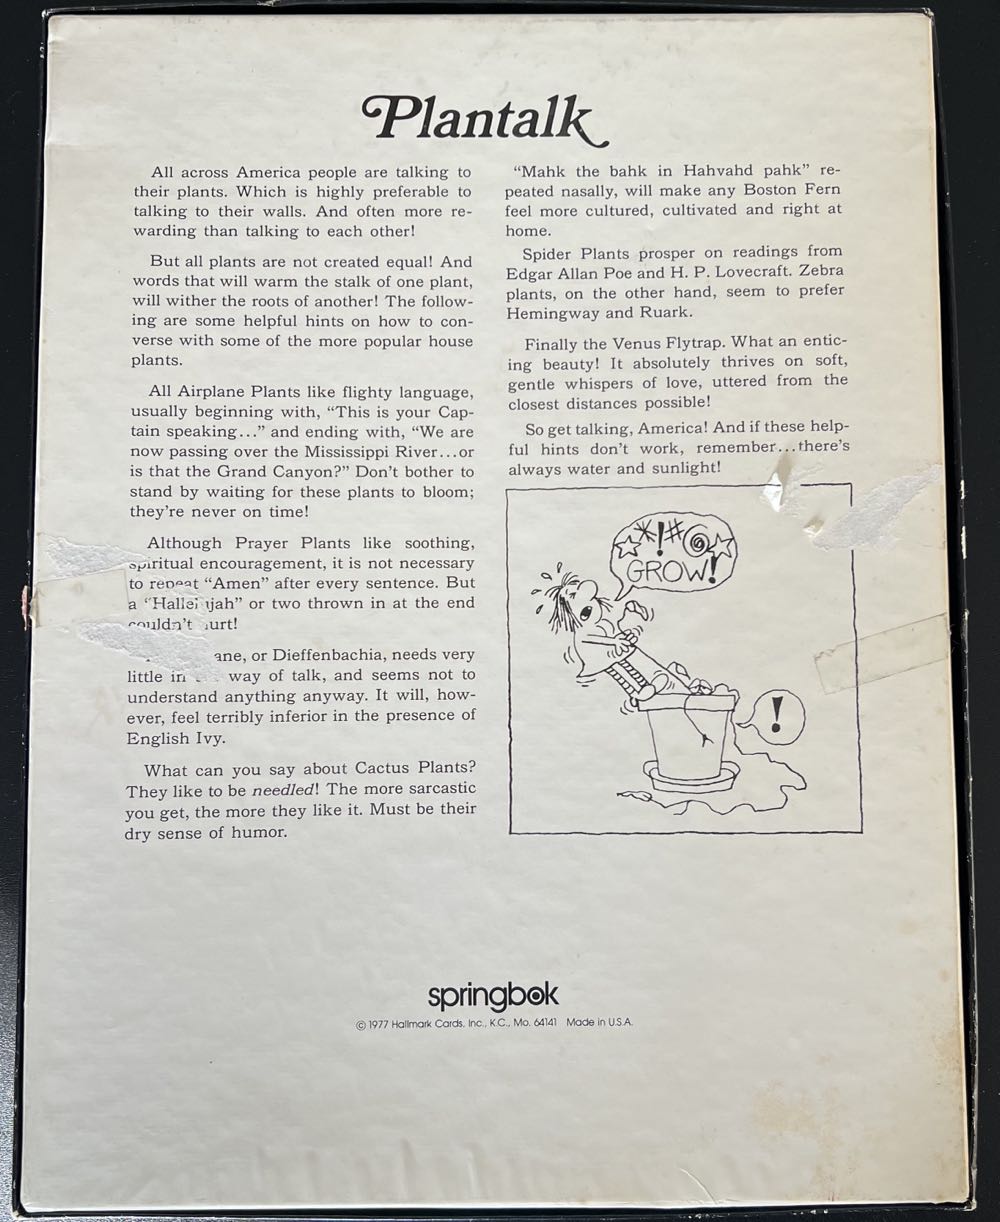 Plantalk
All across America people are talking to
their plants. Which is highly preferable to
talking to their walls. And often more re-
warding than talking to each other!
But all plants are not created equal! And
words that will warm the stalk of one plant,
will wither the roots of another! The follow-
ing are some helpful hints on how to con-
verse with some of the more popular house
plants.
All Airplane Plants like flighty language,
usually beginning with, “This is your Cap-
tain speaking...” and ending with, “We are
now passing over the Mississippi River...or
is that the Grand Canyon?” Don’t bother to
stand by waiting for these plants to bloom;
they’re never on time!
Although Prayer Plants like soothing,
spiritual encouragement, it is not necessary
to repeat “Amen” after every sentence. But
a “Hallelujah” or two thrown in at the end
couldn’t hurt!
or Dieffenbachia, needs very
little in way of talk, and seems not to
understand anything anyway. It will, how-
ever, feel terribly inferior in the presence of
English Ivy.
What can you say about Cactus Plants?
They like to be needled! The more sarcastic
you get, the more they like it. Must be their
dry sense of humor.
“Mahk the bahk in Hahvahd pahk” re-
peated nasally, will make any Boston Fern
feel more cultured, cultivated and right at
home.
Spider Plants prosper on readings from
Edgar Allan Poe and H. P. Lovecraft. Zebra
plants, on the other hand, seem to prefer
Hemingway and Ruark.
Finally the Venus Flytrap. What an entic-
ing beauty! It absolutely thrives on soft,
gentle whispers of love, uttered from the
closest distances possible!
So get talking, America! And if these help-
ful hints don’t work, remember...there’s
always water and sunlight!
☆*!#@☆
GROW!
!
springbok
© 1977 Hallmark Cards, Inc., K.C., Mo. 64141 Made in U.S.A.